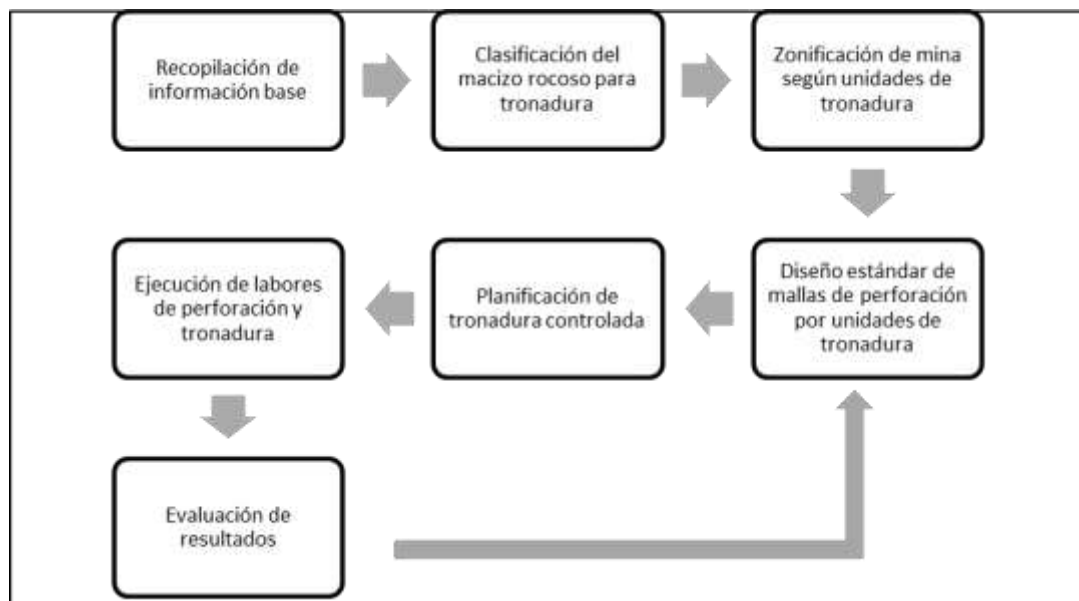 Recopilación de
información base
Clasificación del
macizo rocoso para
tronadura
Zonificación de mina
según unidades de
tronadura
Diseño estándar de
mallas de perforación
por unidades de
tronadura
Planificación de
tronadura controlada
Ejecución de labores
de perforación y
tronadura
Evaluación de
resultados